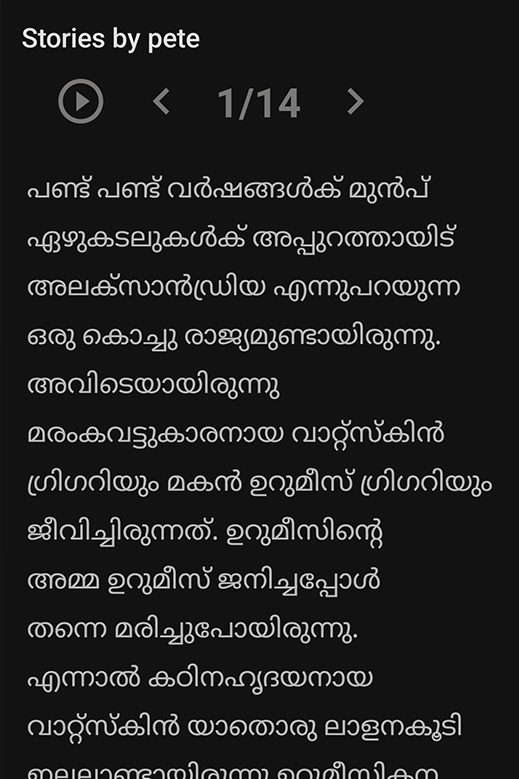 Stories by pete
1/14
പണ്ട് പണ്ട് വർഷങ്ങൾക് മുൻപ്
ഏഴുകടലുകൾക് അപ്പുറത്തായിട്
അലക്സാൻഡ്രിയ എന്നുപറയുന്ന
ഒരു കൊച്ചു രാജ്യമുണ്ടായിരുന്നു.
അവിടെയായിരുന്നു
മരംകവട്ടുകാരനായ വാറ്റ്സ്കിൻ
ഗ്രിഗറിയും മകൻ ഉറുമീസ് ഗ്രിഗറിയും
ജീവിച്ചിരുന്നത്. ഉറുമീസിന്റെ
അമ്മ ഉറുമീസ് ജനിച്ചപ്പോൾ
തന്നെ മരിച്ചുപോയിരുന്നു.
എന്നാൽ കഠിനഹൃദയനായ
വാറ്റ്സ്കിൻ യാതൊരു ലാളനകൂടി